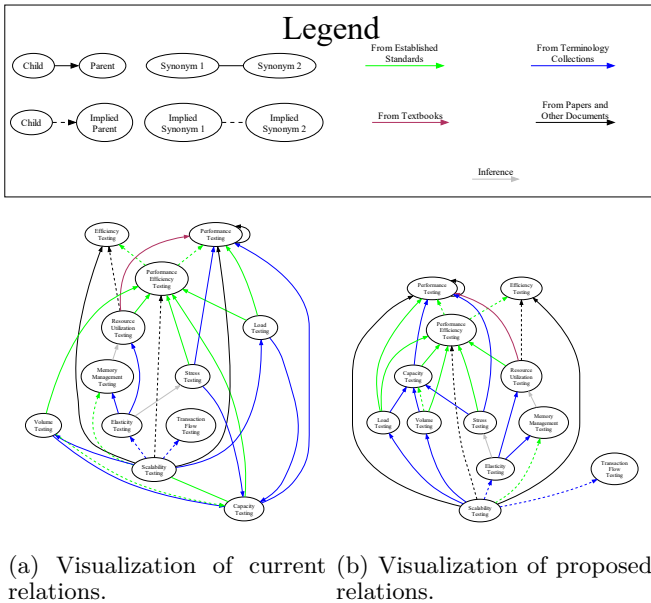 Legend
Child
Parent
Synonym 1
Synonym 2
From Established
Standards
From Terminology
Collections
Child
Implied
Parent
Implied
Synonym 1
Implied
Synonym 2
From Textbooks
From Papers and
Other Documents
Inference
Efficiency
Testing
Performance
Testing
Performance
Efficiency
Testing
Resource
Utilization
Testing
Load
Testing
Memory
Management
Testing
Stress
Testing
Volume
Testing
Elasticity
Testing
Transaction
Flow
Testing
Scalability
Testing
Capacity
Testing
Performance
Testing
Efficiency
Testing
Performance
Efficiency
Testing
Capacity
Testing
Resource
Utilization
Testing
Load
Testing
Volume
Testing
Stress
Testing
Memory
Management
Testing
Elasticity
Testing
Transaction
Flow
Testing
Scalability
Testing
(a) Visualization of current
relations.
(b) Visualization of proposed
relations.